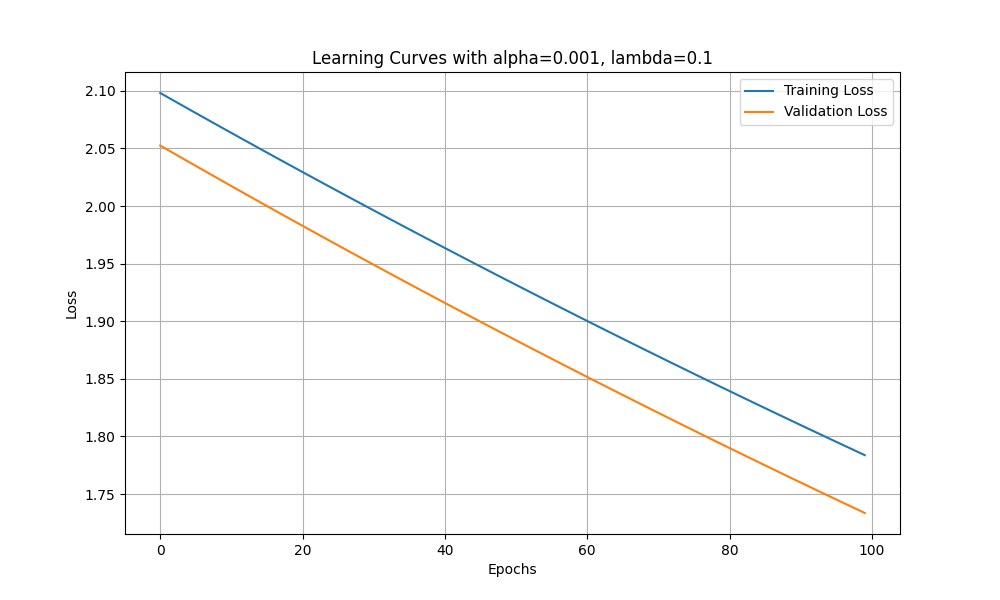 Learning Curves with alpha=0.001, lambda=0.1
Training Loss
Validation Loss
2.10
2.05
2.00
1.95
1.90
1.85
1.80
1.75
Loss
0 20 40 60 80 100
Epochs